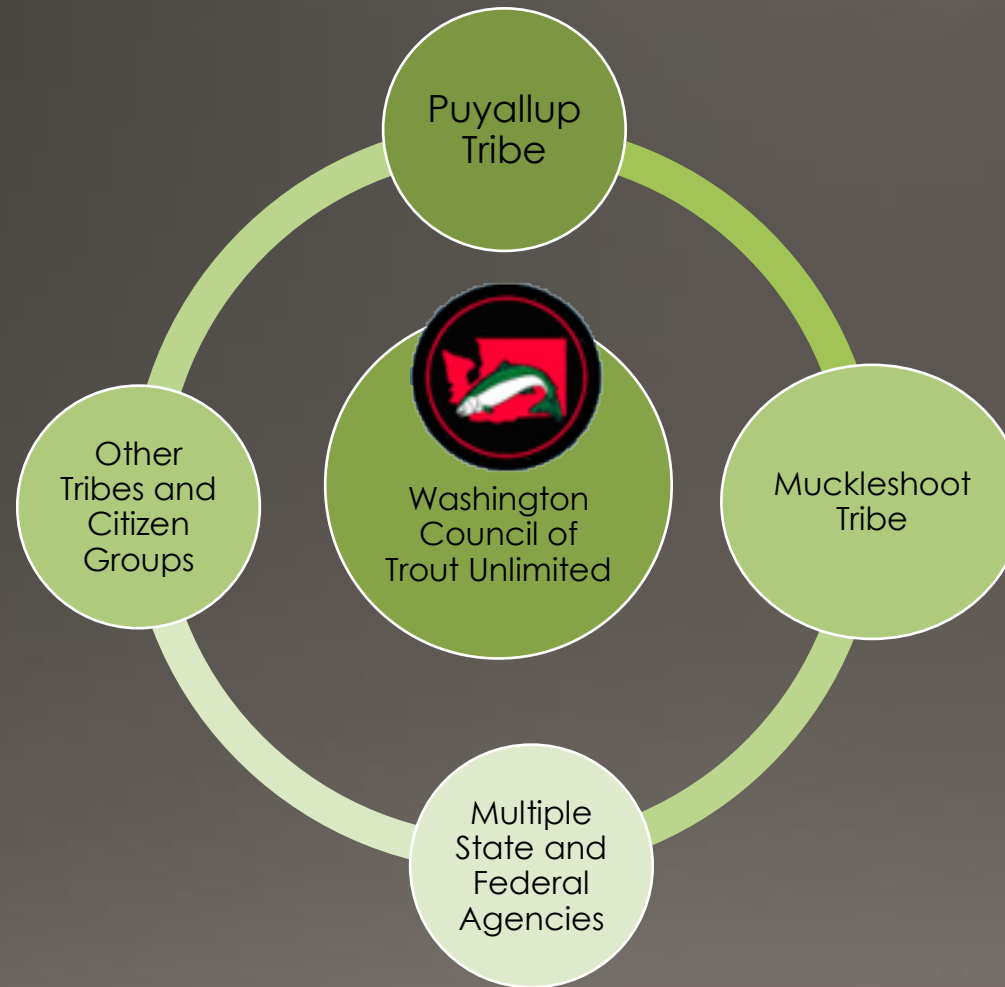 Puyallup
Tribe
Other
Tribes and
Citizen
Groups
Washington
Council of
Trout Unlimited
Muckleshoot
Tribe
Multiple
State and
Federal
Agencies